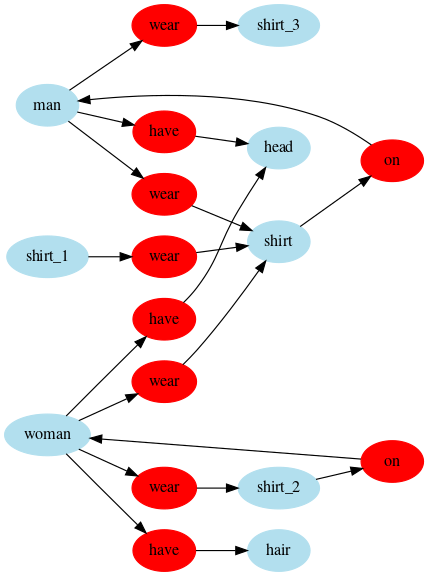 wear
shirt_3
man
have
head
on
wear
shirt
shirt_1
wear
have
wear
woman
on
wear
shirt_2
have
hair